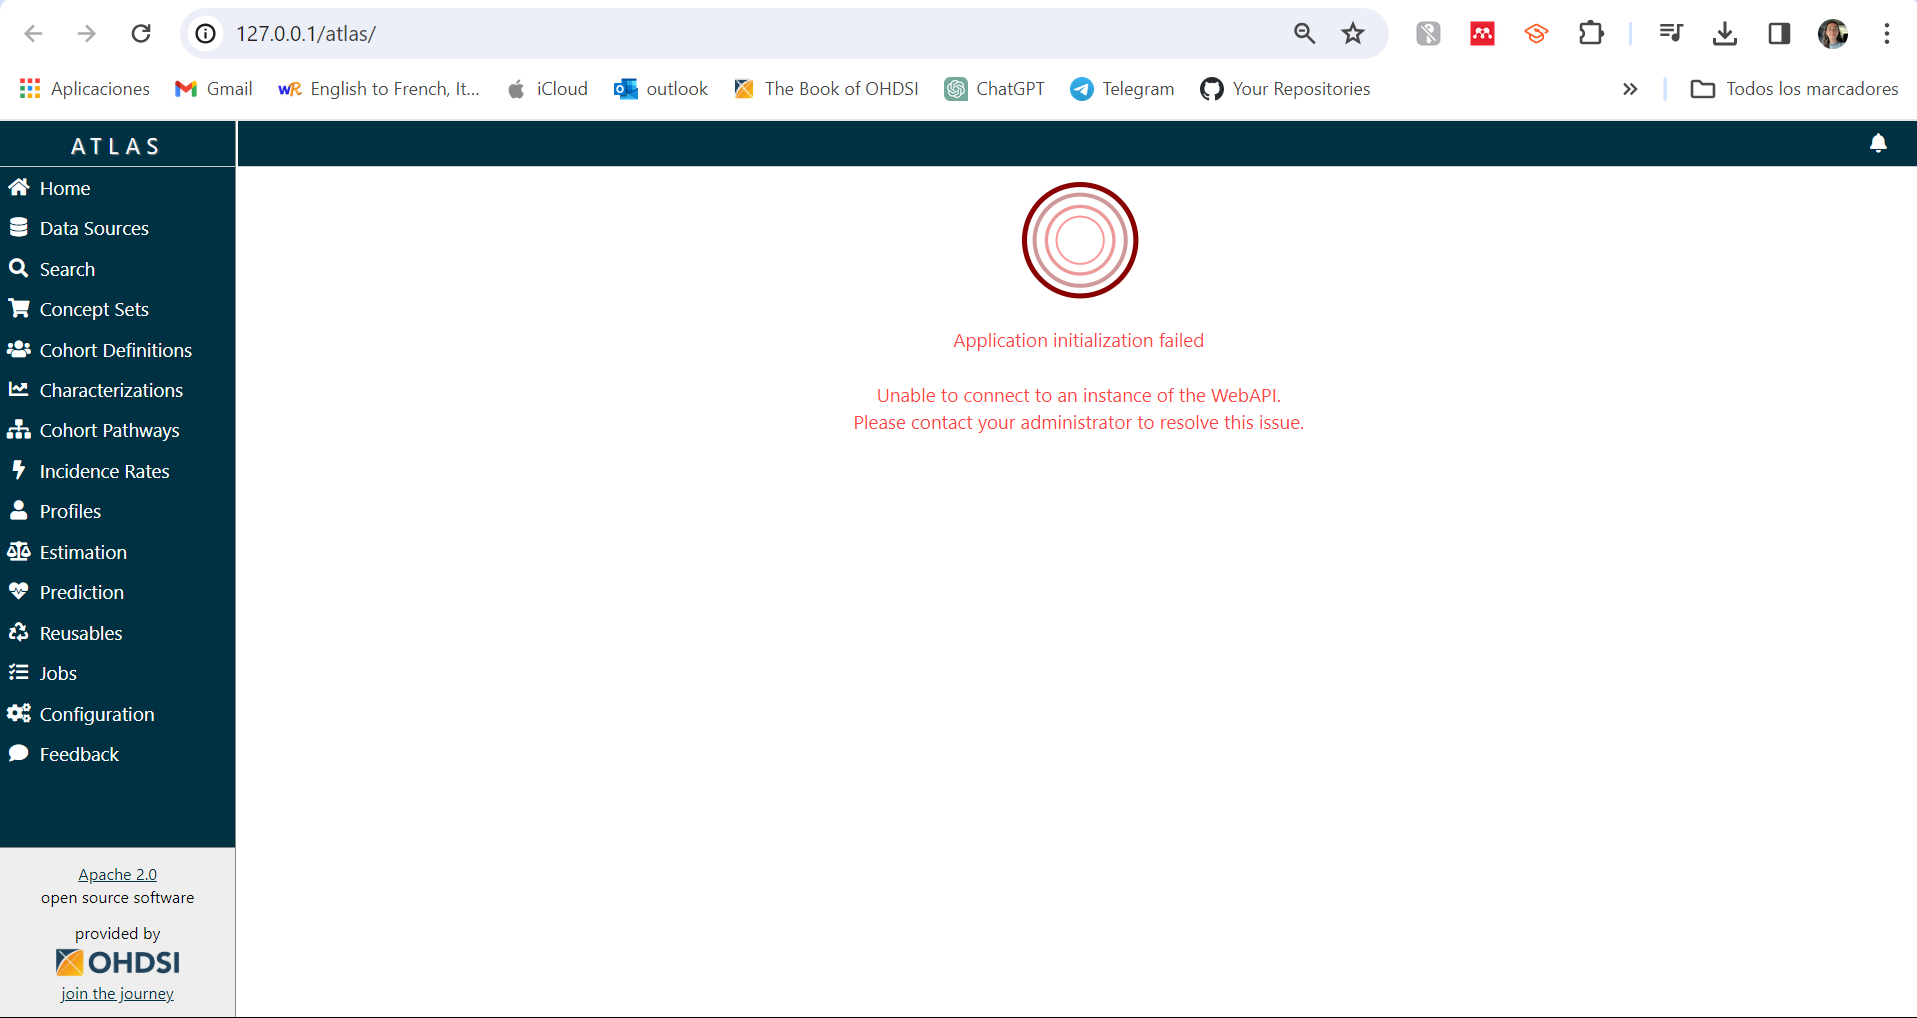 127.0.0.1/atlas/
Aplicaciones
Gmail
English to French, It...
iCloud
outlook
The Book of OHDSI
ChatGPT
Telegram
Your Repositories
Todos los marcadores
ATLAS
Home
Data Sources
Search
Concept Sets
Cohort Definitions
Characterizations
Cohort Pathways
Incidence Rates
Profiles
Estimation
Prediction
Reusables
Jobs
Configuration
Feedback
Apache 2.0
open source software
provided by
OHDSI
join the journey
Application initialization failed
Unable to connect to an instance of the WebAPI.
Please contact your administrator to resolve this issue.